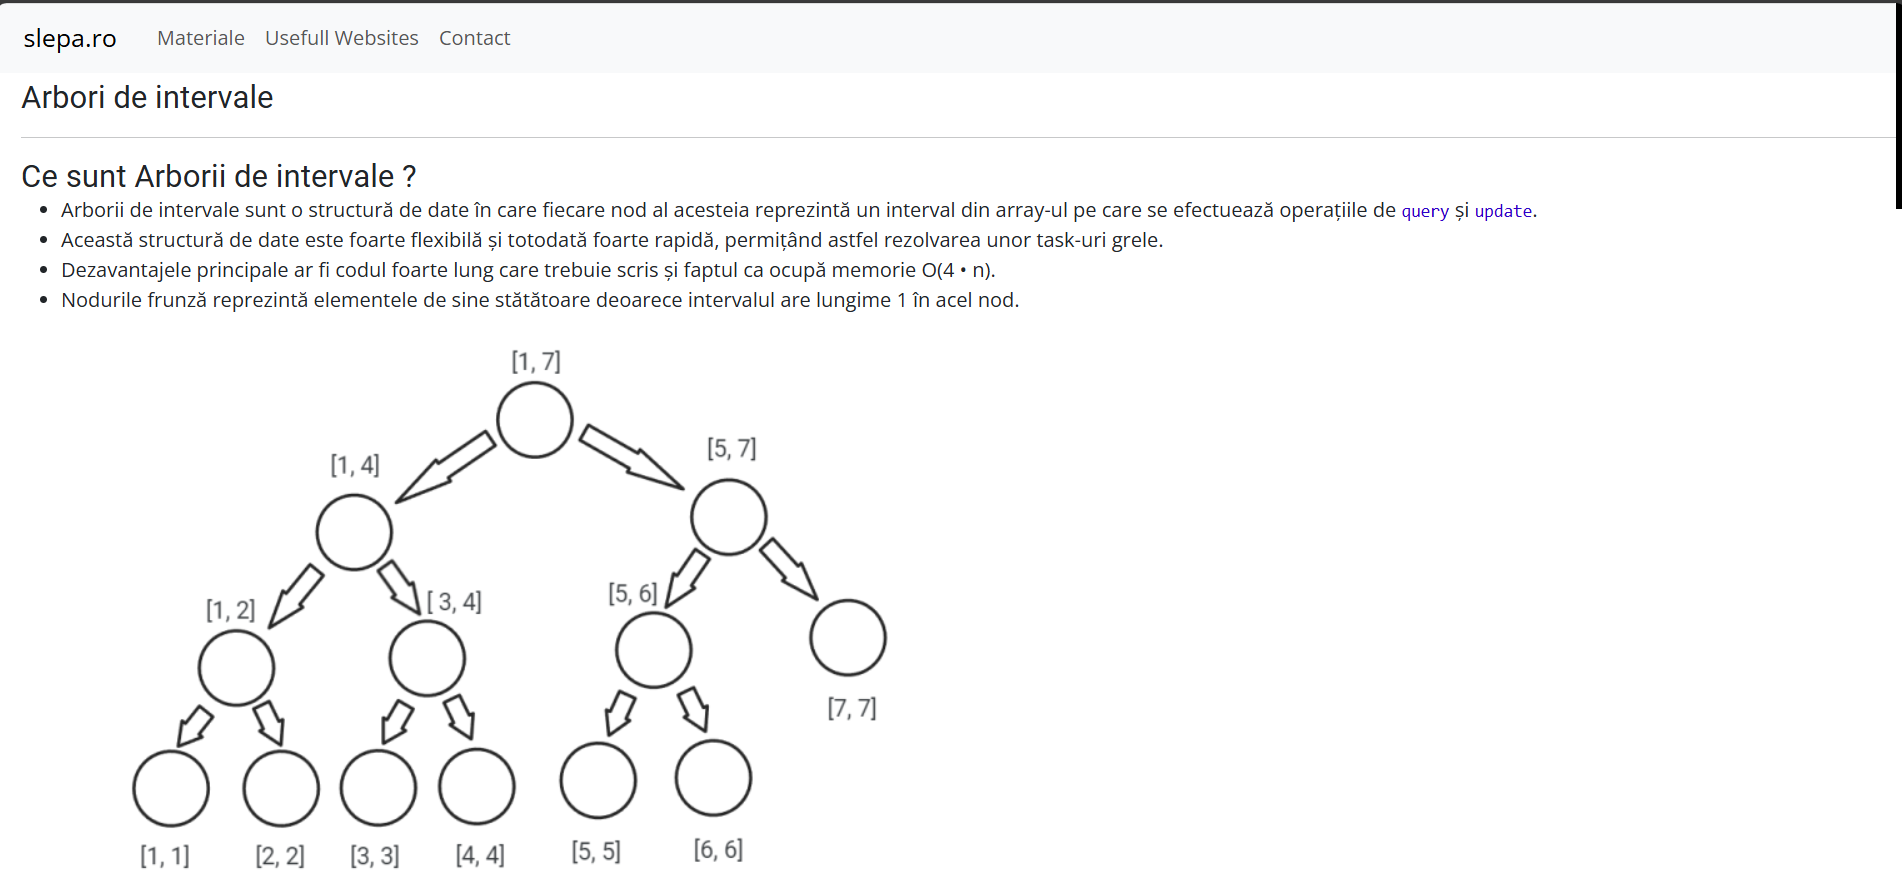 slepa.ro Materiale Usefull Websites Contact
Arbori de intervale
Ce sunt Arborii de intervale ?
Arborii de intervale sunt o structură de date în care fiecare nod al acesteia reprezintă un interval din array-ul pe care se efectuează operațiile de query și update.
Această structură de date este foarte flexibilă și totodată foarte rapidă, permițând astfel rezolvarea unor task-uri grele.
Dezavantajele principale ar fi codul foarte lung care trebuie scris și faptul ca ocupă memorie O(4 • n).
Nodurile frunză reprezintă elementele de sine stătătoare deoarece intervalul are lungime 1 în acel nod.
[1, 7]
[1, 4] [5, 7]
[1, 2] [ 3, 4] [5, 6]
[7, 7]
[1, 1] [2, 2] [3, 3] [4, 4] [5, 5] [6, 6]